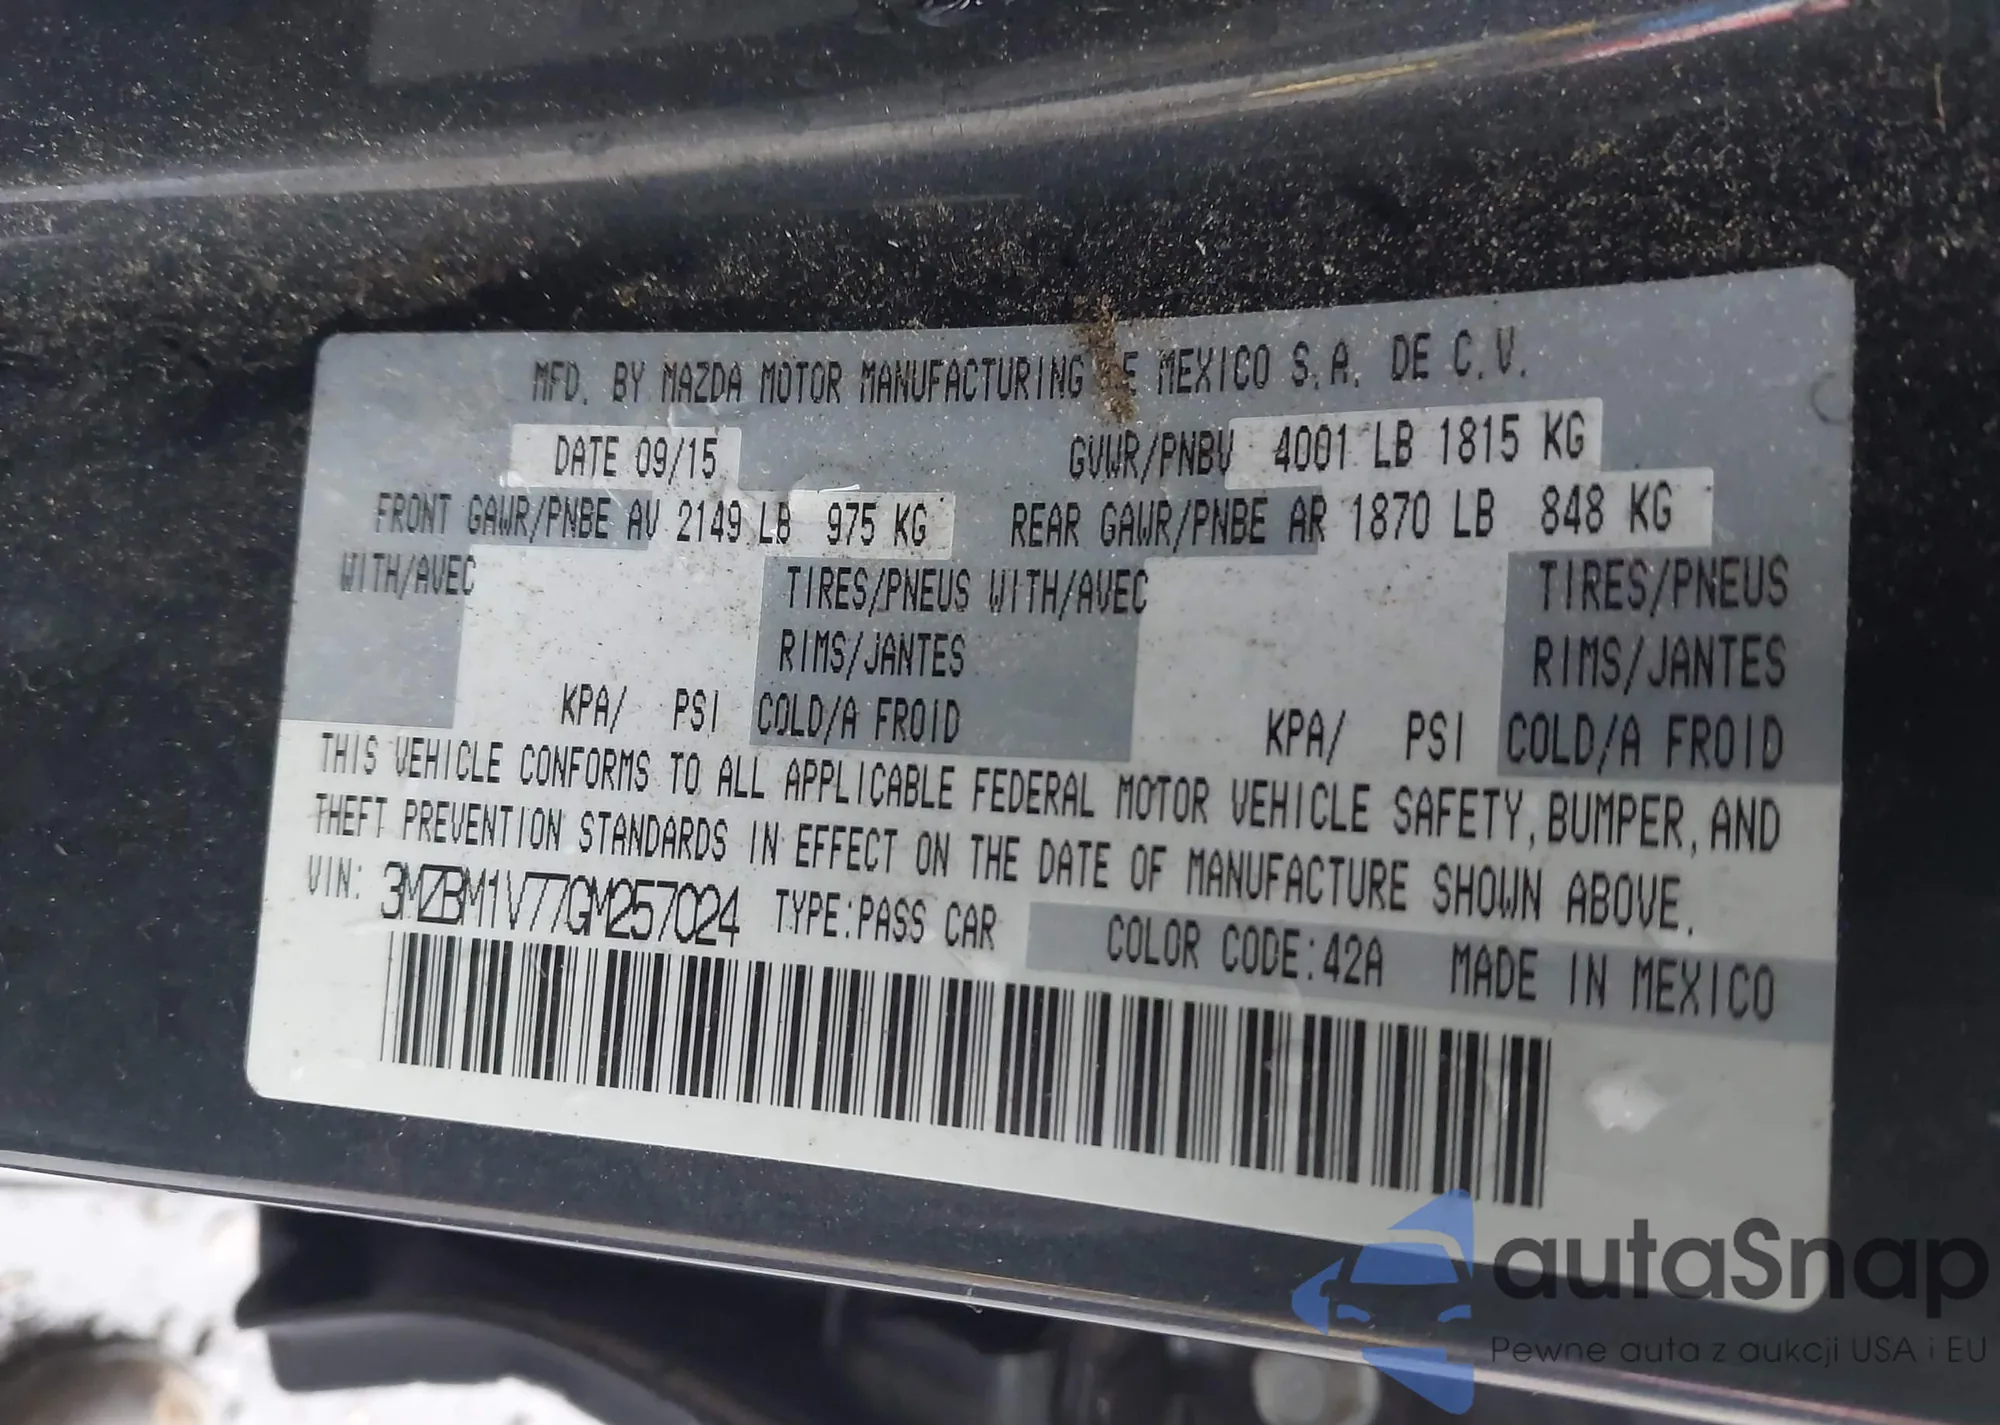 MFD. BY MAZDA MOTOR MANUFACTURING DE MEXICO S.A. DE C.V.
DATE 09/15 GVWR/PNBV 4001 LB 1815 KG
FRONT GAWR/PNBE AV 2149 LB 975 KG REAR GAWR/PNBE AR 1870 LB 848 KG
WITH/AVEC TIRES/PNEUS WITH/AVEC TIRES/PNEUS
RIMS/JANTES RIMS/JANTES
KPA/ PSI COLD/A FROID KPA/ PSI COLD/A FROID
THIS VEHICLE CONFORMS TO ALL APPLICABLE FEDERAL MOTOR VEHICLE SAFETY, BUMPER, AND
THEFT PREVENTION STANDARDS IN EFFECT ON THE DATE OF MANUFACTURE SHOWN ABOVE.
VIN: 3MZBM1V77GM257024 TYPE:PASS CAR COLOR CODE:42A MADE IN MEXICO
autaSnap
Pewne auta z aukcji USA i EU